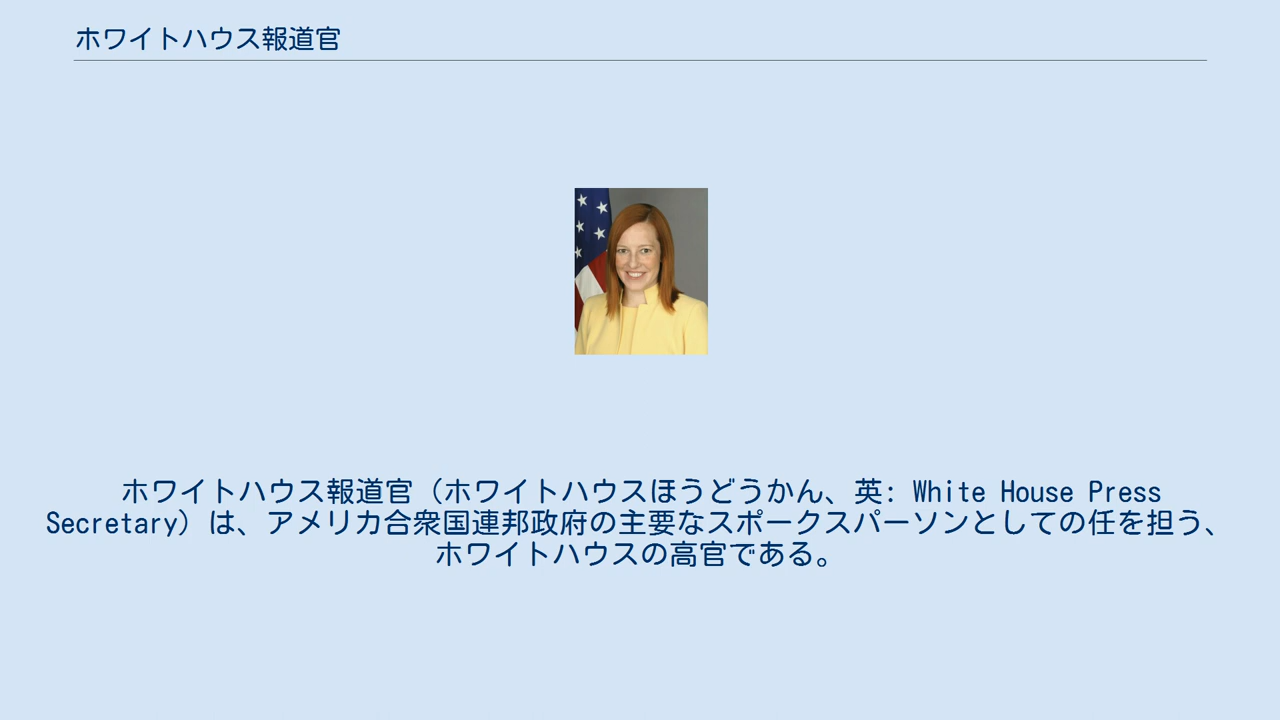 ホワイトハウス報道官
ホワイトハウス報道官（ホワイトハウスほうどうかん、英: White House Press
Secretary）は、アメリカ合衆国連邦政府の主要なスポークスパーソンとしての任を担う、
ホワイトハウスの高官である。